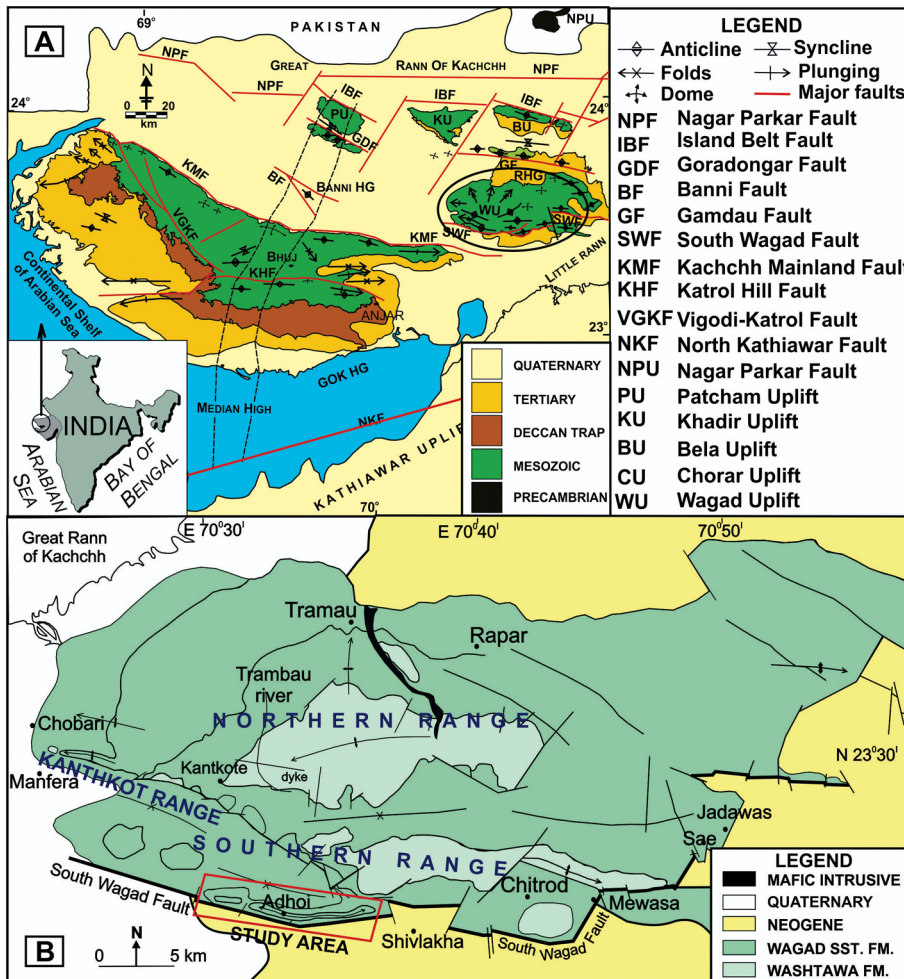 A
69°
PAKISTAN
NPU
NPF
N
GREAT
RANN OF KACHCHH
NPF
NPF
24°
0 20
km
IBF
PU
GDF
IBF
KU
IBF
BU
24°
KMF
BF
BANNI HG
GF
RHG
WU
SWF
SWF
VGKF
KMF
BHUJ
KHF
LITTLE RANN
Continental Shelf
of Arabian Sea
ANJAR
23°
GOK HG
MEDIAN HIGH
NKF
KATHIAWAR UPLIF
70°
INDIA
ARABIAN
SEA
BAY OF
BENGAL
QUATERNARY
TERTIARY
DECCAN TRAP
MESOZOIC
PRECAMBRIAN
LEGEND
Anticline
Syncline
Folds
Plunging
Dome
Major faults
NPF Nagar Parkar Fault
IBF Island Belt Fault
GDF Goradongar Fault
BF Banni Fault
GF Gamdau Fault
SWF South Wagad Fault
KMF Kachchh Mainland Fault
KHF Katrol Hill Fault
VGKF Vigodi-Katrol Fault
NKF North Kathiawar Fault
NPU Nagar Parkar Fault
PU Patcham Uplift
KU Khadir Uplift
BU Bela Uplift
CU Chorar Uplift
WU Wagad Uplift
E 70°30'
E 70°40'
70°50'
Great Rann
of Kachchh
Tramau
Rapar
Trambau
river
Chobari
NORTHERN RANGE
N 23°30'
Manfera
Kantkote
dyke
KANTHKOT RANGE
Jadawas
Sae
SOUTHERN RANGE
Chitrod
Mewasa
South Wagad Fault
Adhoi
STUDY AREA
Shivlakha
South Wagad Fault
B
N
0 5 km
LEGEND
MAFIC INTRUSIVE
QUATERNARY
NEOGENE
WAGAD SST. FM.
WASHTAWA FM.